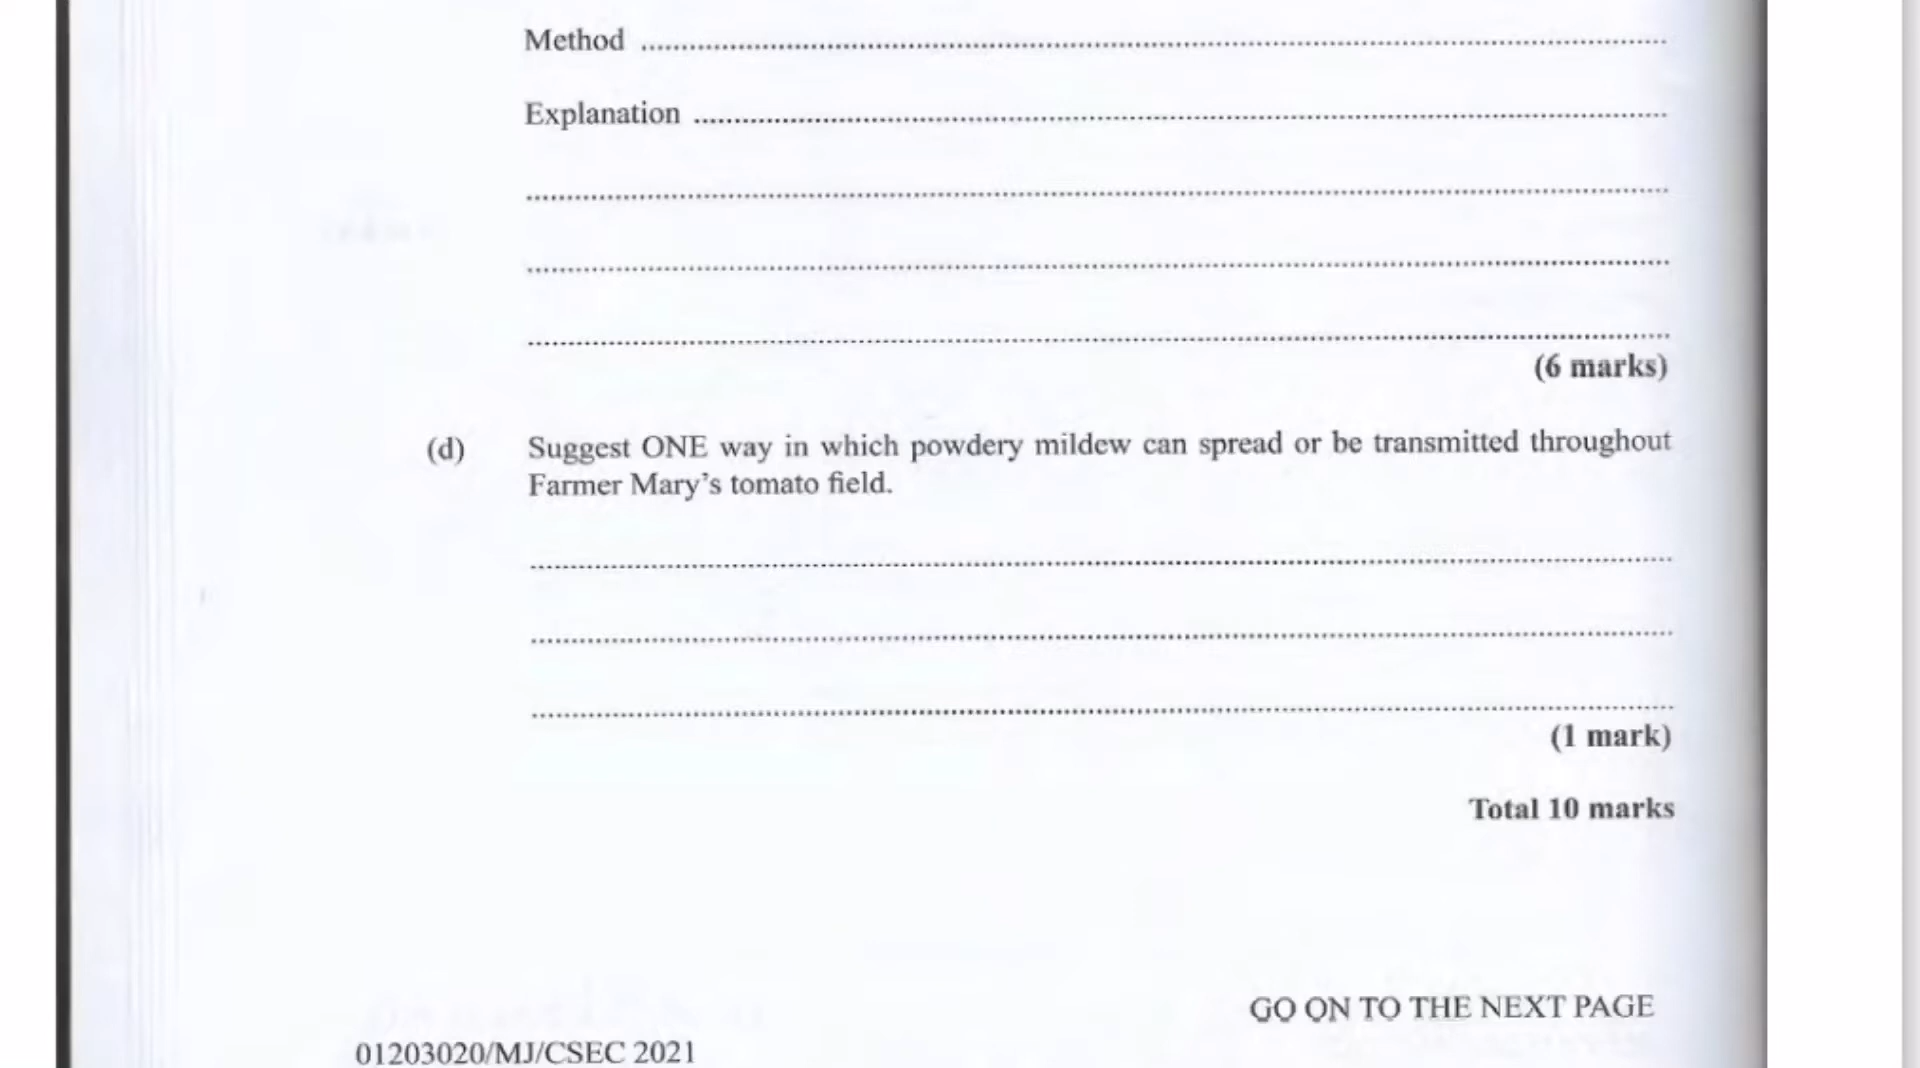 Method
Explanation
(6 marks)
(d) Suggest ONE way in which powdery mildew can spread or be transmitted throughout
Farmer Mary's tomato field.
(1 mark)
Total 10 marks
GO ON TO THE NEXT PAGE
01203020/MJ/CSEC 2021